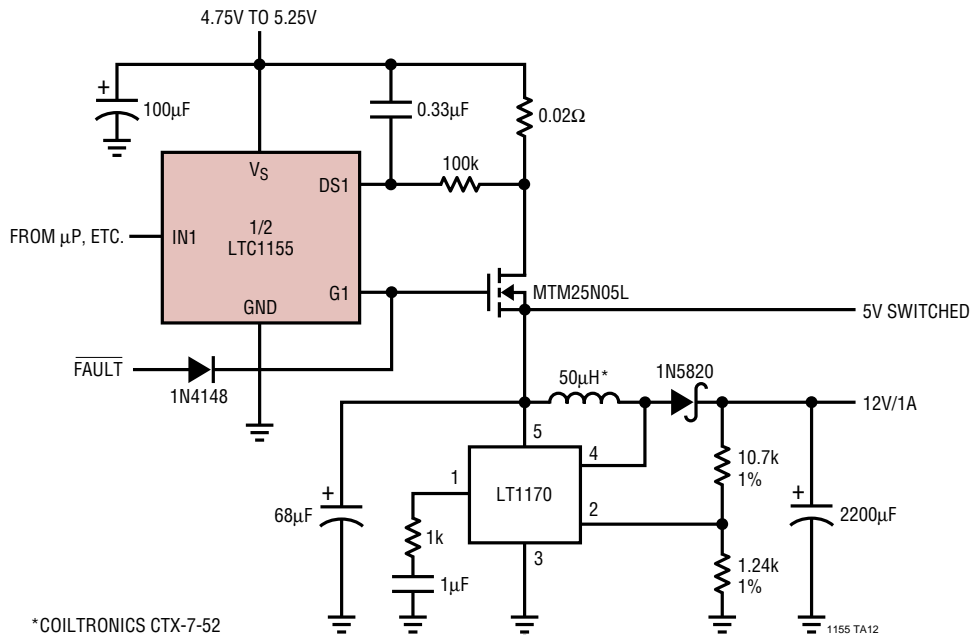 4.75V TO 5.25V
+
100µF
0.33µF
0.02Ω
100k
VS
DS1
1/2
LTC1155
FROM µP, ETC.
IN1
G1
GND
MTM25N05L
5V SWITCHED
FAULT
1N4148
50µH*
1N5820
12V/1A
5
4
1
LT1170
2
3
10.7k
1%
+
68µF
1k
+
2200µF
1µF
1.24k
1%
*COILTRONICS CTX-7-52
1155 TA12